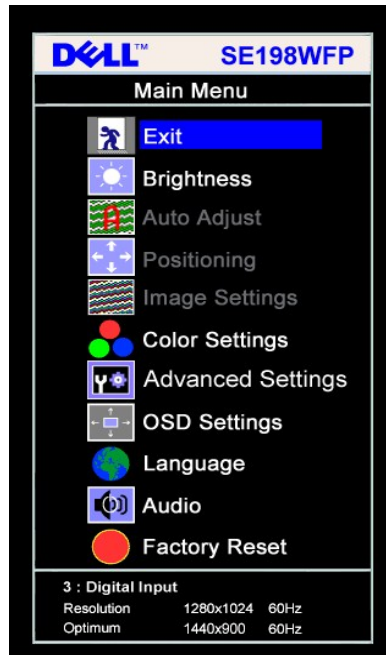 DELL™ SE198WFP
Main Menu
Exit
Brightness
Auto Adjust
Positioning
Image Settings
Color Settings
Advanced Settings
OSD Settings
Language
Audio
Factory Reset
3 : Digital Input
Resolution 1280x1024 60Hz
Optimum 1440x900 60Hz